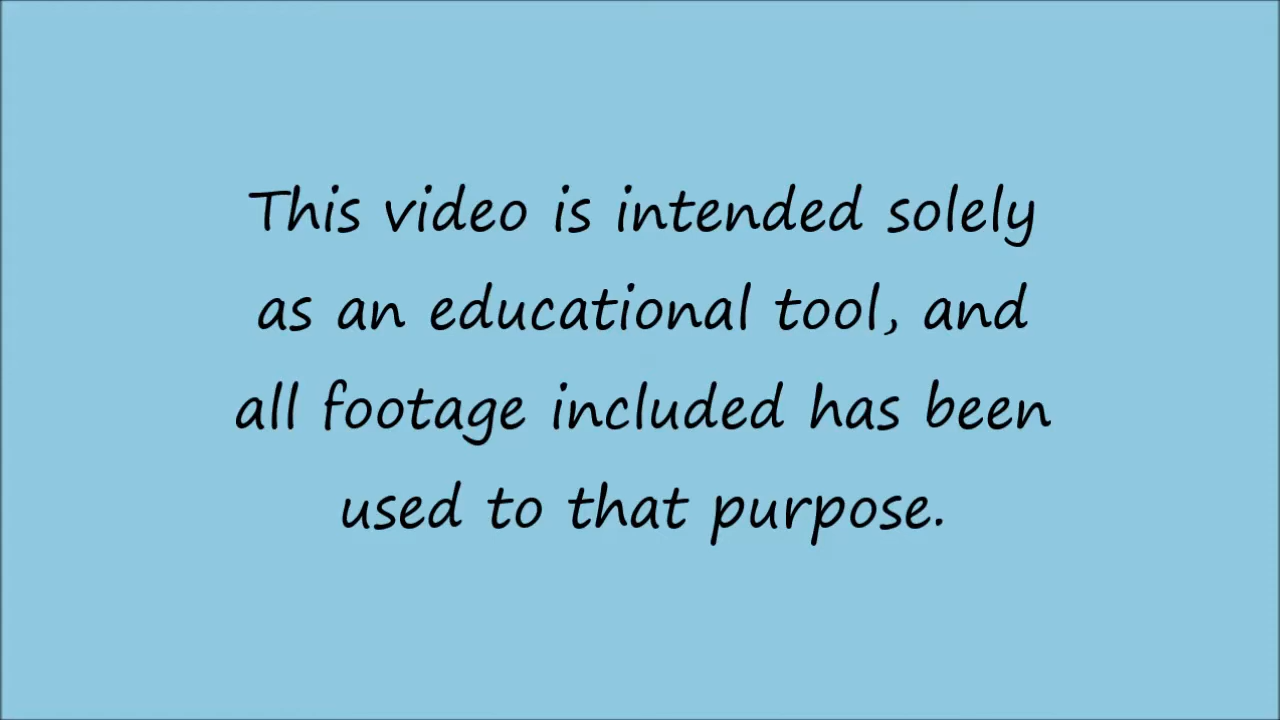 This video is intended solely
as an educational tool, and
all footage included has been
used to that purpose.